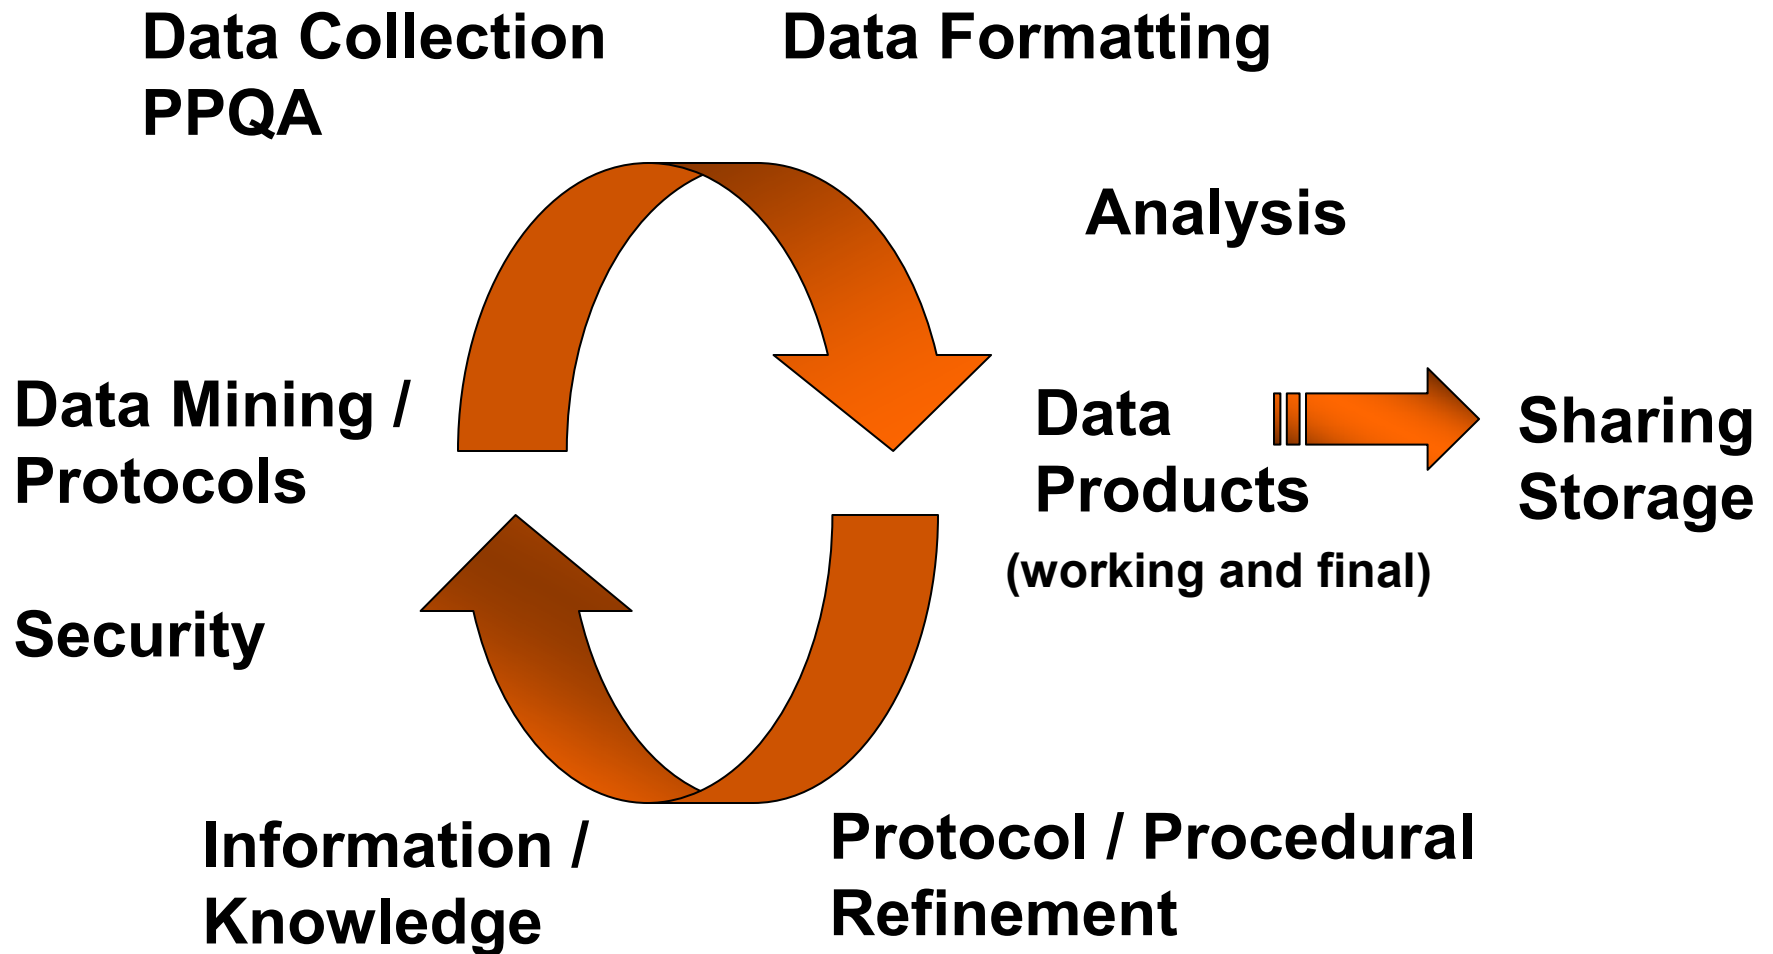 Data Collection
PPQA
Data Formatting
Analysis
Data Mining /
Protocols
Data
Products
(working and final)
Sharing
Storage
Security
Information /
Knowledge
Protocol / Procedural
Refinement